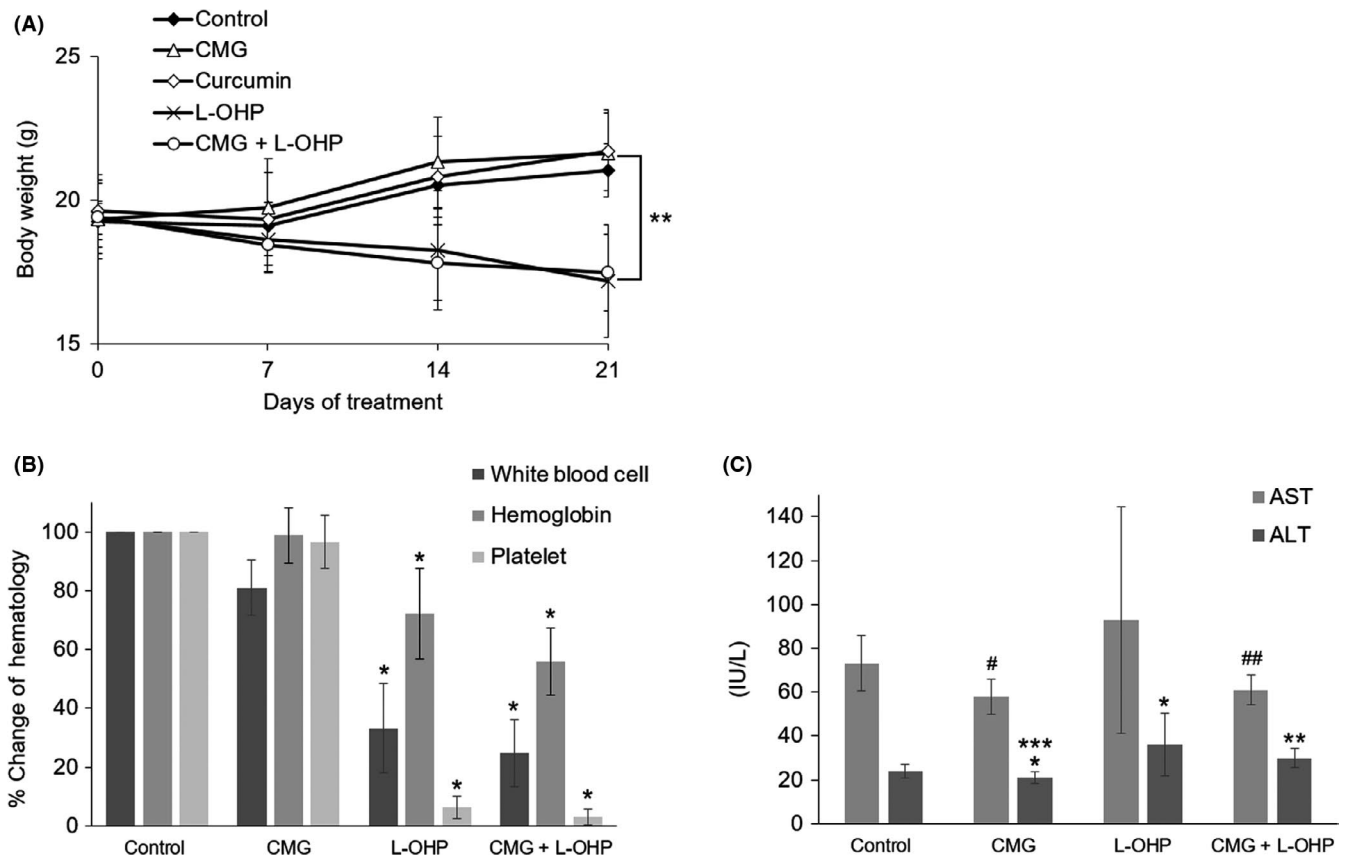 (A)
Control
CMG
Curcumin
L-OHP
CMG + L-OHP
25
20
15
Body weight (g)
0 7 14 21
Days of treatment
**
(B)
White blood cell
Hemoglobin
Platelet
% Change of hematology
100
80
60
40
20
0
* * *
* * *
Control CMG L-OHP CMG + L-OHP
(C)
AST
ALT
(IU/L)
140
120
100
80
60
40
20
0
#
***
*
*
##
**
Control CMG L-OHP CMG + L-OHP